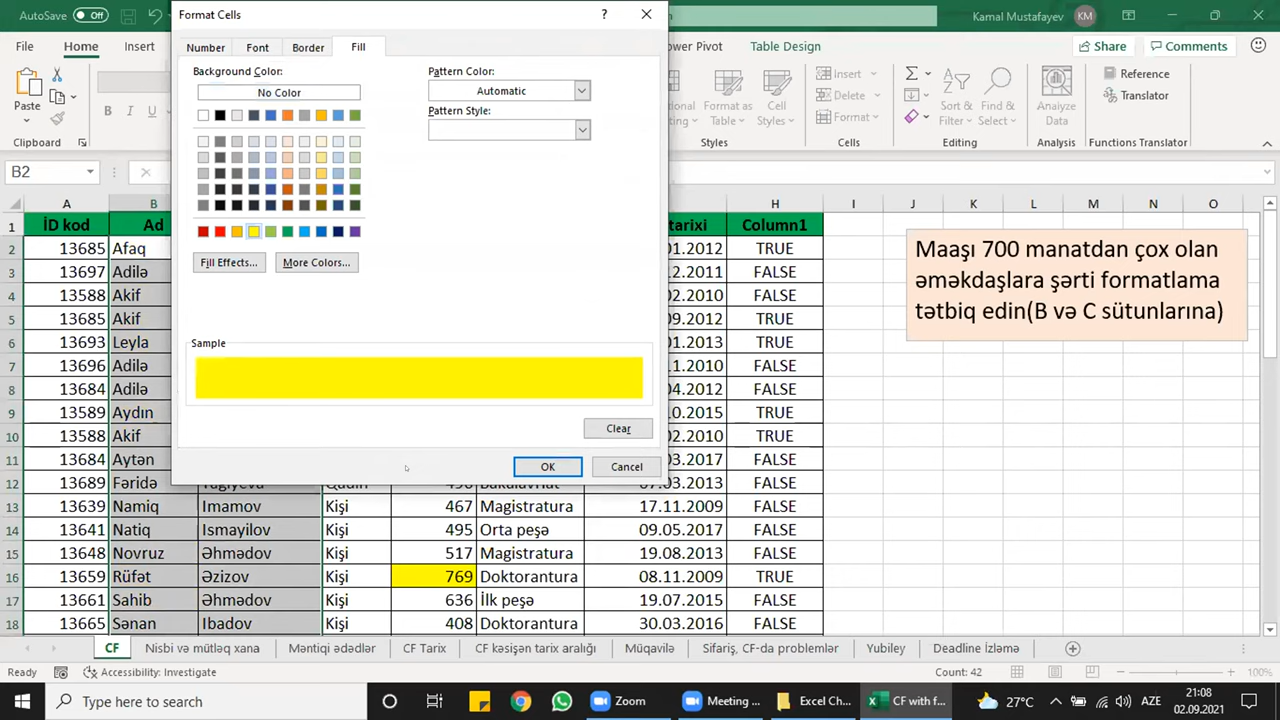 AutoSave Off
Format Cells ?
Kamal Mustafayev KM
File Home Insert
Number Font Border Fill
ower Pivot Table Design
Share Comments
Background Color:
No Color
Pattern Color:
Automatic
Pattern Style:
Fill Effects... More Colors...
Sample
Clear
OK Cancel
Paste
B I U
Clipboard
Format as
Table
Cell
Styles
Styles
Insert
Delete
Format
Cells
Sort &
Filter
Find &
Select
Editing
Analyze
Data
Analysis
Reference
Translator
Functions Translator
B2
A B H I J K L M N O
1 İD kod Ad tarixi Column1
2 13685 Afaq 01.2012 TRUE
3 13697 Adilə 12.2011 FALSE
4 13588 Akif 02.2010 FALSE
5 13685 Akif 09.2012 TRUE
6 13693 Leyla 01.2013 TRUE
7 13696 Adilə 11.2010 FALSE
8 13684 Adilə 04.2012 FALSE
9 13589 Aydın 10.2015 TRUE
10 13588 Akif 02.2010 TRUE
11 13684 Aytən 03.2017 FALSE
12 13689 Fəridə Tağıyeva Qadın 496 Bakalavriat 07.03.2013 FALSE
13 13639 Namiq Imamov Kişi 467 Magistratura 17.11.2009 FALSE
14 13641 Natiq Ismayilov Kişi 495 Orta peşə 09.05.2017 FALSE
15 13648 Novruz Əhmədov Kişi 517 Magistratura 19.08.2013 FALSE
16 13659 Rüfət Əzizov Kişi 769 Doktorantura 08.11.2009 TRUE
17 13661 Sahib Əhmədov Kişi 636 İlk peşə 19.07.2015 FALSE
18 13665 Sənan Ibadov Kişi 408 Doktorantura 30.03.2016 FALSE
Maaşı 700 manatdan çox olan
əməkdaşlara şərti formatlama
tətbiq edin(B və C sütunlarına)
CF Nisbi və mütləq xana Məntiqi ədədlər CF Tarix CF kəsişən tarix aralığı Müqavilə Sifariş, CF-da problemlər Yubiley Deadline İzləmə
Ready Accessibility: Investigate Count: 42 100%
Type here to search Zoom Meeting ... Excel Ch... CF with f... 27°C AZE 21:08
02.09.2021